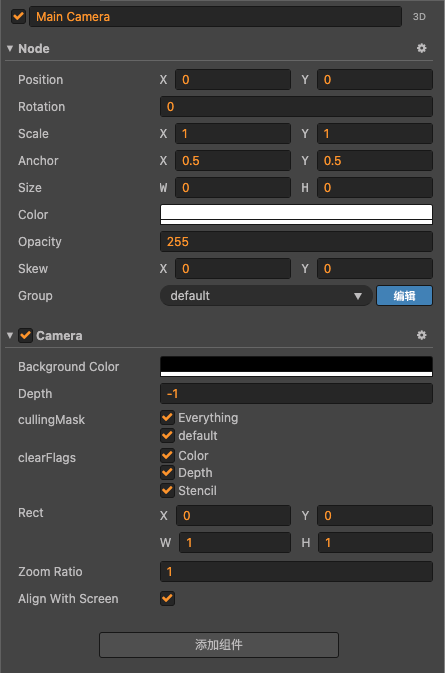 Main Camera 3D
Node
Position X 0 Y 0
Rotation 0
Scale X 1 Y 1
Anchor X 0.5 Y 0.5
Size W 0 H 0
Color
Opacity 255
Skew X 0 Y 0
Group default 编辑
Camera
Background Color
Depth -1
cullingMask Everything
default
clearFlags Color
Depth
Stencil
Rect X 0 Y 0
W 1 H 1
Zoom Ratio 1
Align With Screen
添加组件